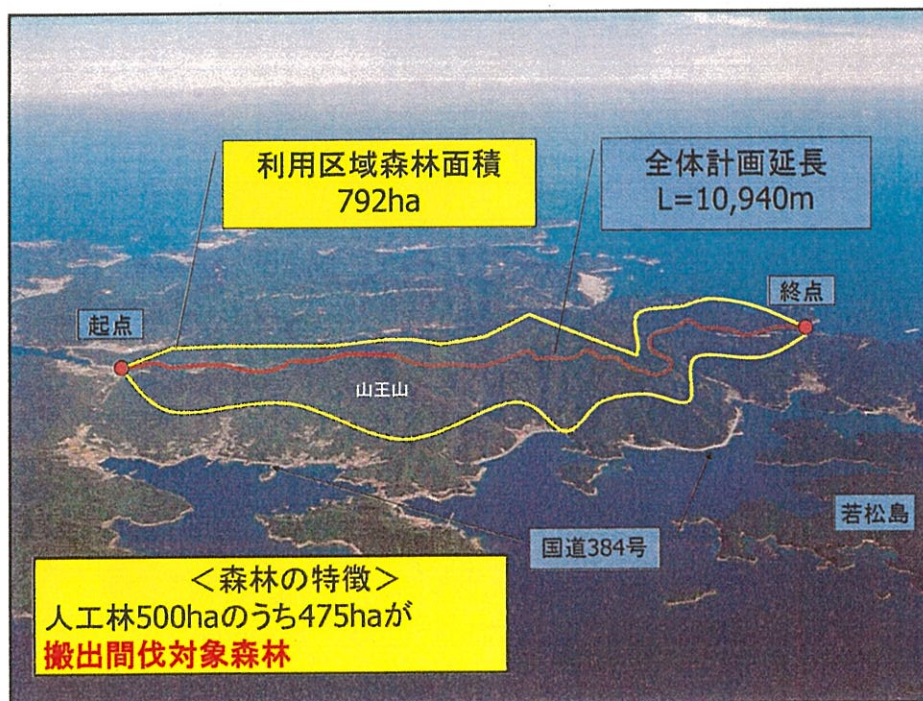 利用区域森林面積
792ha
全体計画延長
L=10,940m
起点
終点
山王山
国道384号
若松島
<森林の特徴>
人工林500haのうち475haが
搬出間伐対象森林